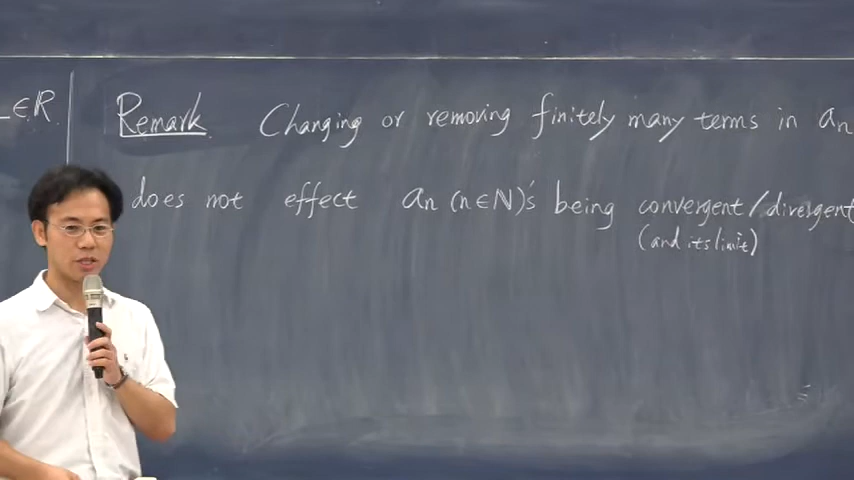 ∈R.
Remark Changing or removing finitely many terms in an
does not effect an (n∈N)'s being convergent/divergent
(and its limit)